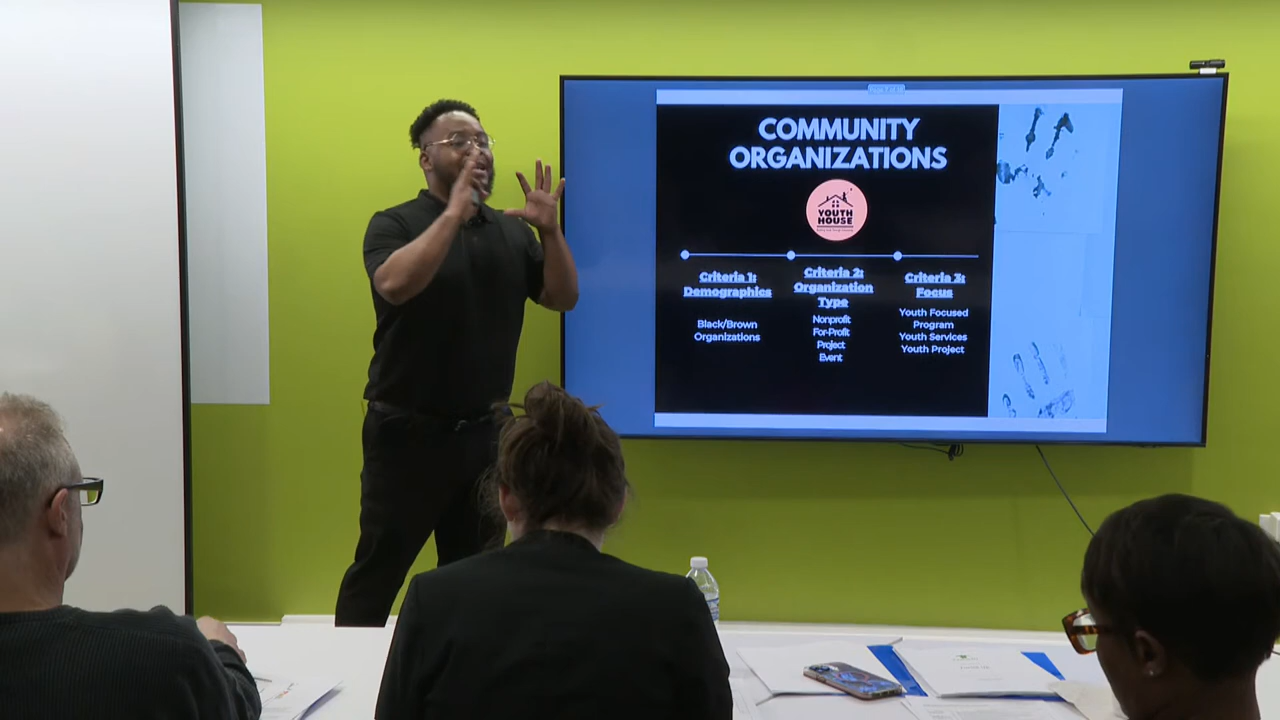 COMMUNITY
ORGANIZATIONS
YOUTH
HOUSE
Criteria 1:
Demographics
Black/Brown
Organizations
Criteria 2:
Organization
Type
Nonprofit
For-Profit
Project
Event
Criteria 3:
Focus
Youth Focused
Program
Youth Services
Youth Project